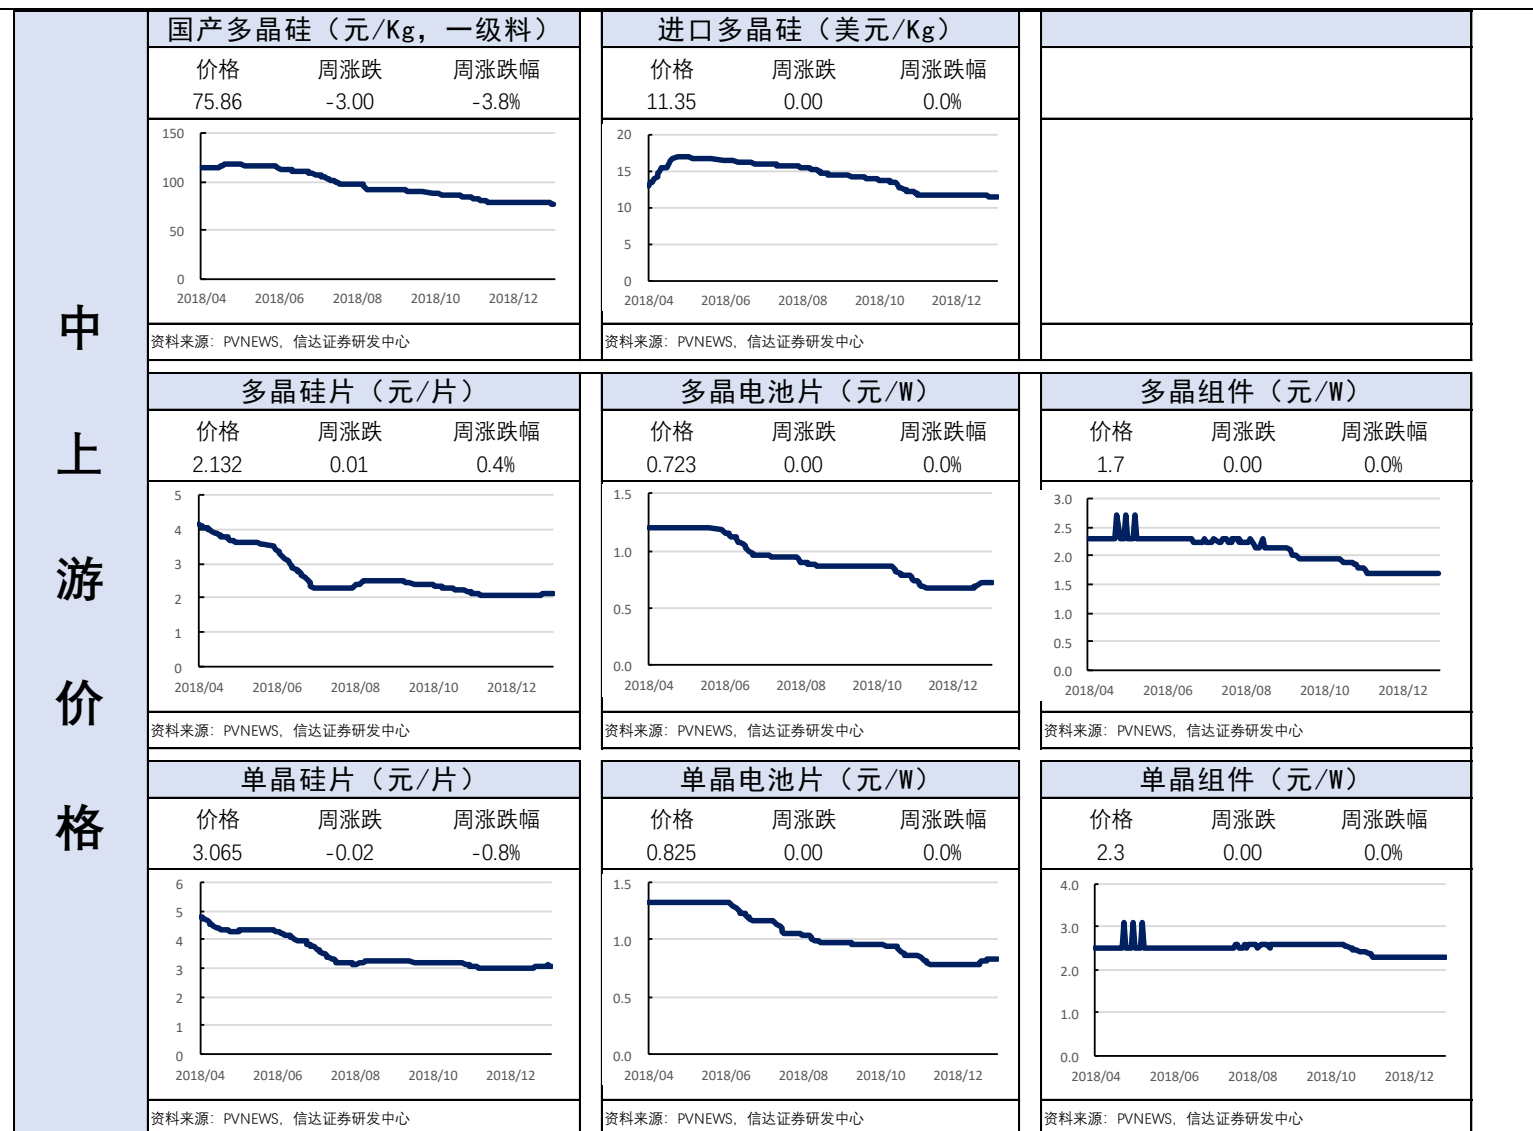 中
上
游
价
格
国产多晶硅（元/Kg，一级料）
价格 周涨跌 周涨跌幅
75.86 -3.00 -3.8%
150
100
50
0
2018/04 2018/06 2018/08 2018/10 2018/12
资料来源：PVNEWS，信达证券研发中心
进口多晶硅（美元/Kg）
价格 周涨跌 周涨跌幅
11.35 0.00 0.0%
20
15
10
5
0
2018/04 2018/06 2018/08 2018/10 2018/12
资料来源：PVNEWS，信达证券研发中心
多晶硅片（元/片）
价格 周涨跌 周涨跌幅
2.132 0.01 0.4%
5
4
3
2
1
0
2018/04 2018/06 2018/08 2018/10 2018/12
资料来源：PVNEWS，信达证券研发中心
多晶电池片（元/W）
价格 周涨跌 周涨跌幅
0.723 0.00 0.0%
1.5
1.0
0.5
0.0
2018/04 2018/06 2018/08 2018/10 2018/12
资料来源：PVNEWS，信达证券研发中心
多晶组件（元/W）
价格 周涨跌 周涨跌幅
1.7 0.00 0.0%
3.0
2.5
2.0
1.5
1.0
0.5
0.0
2018/04 2018/06 2018/08 2018/10 2018/12
资料来源：PVNEWS，信达证券研发中心
单晶硅片（元/片）
价格 周涨跌 周涨跌幅
3.065 -0.02 -0.8%
6
5
4
3
2
1
0
2018/04 2018/06 2018/08 2018/10 2018/12
资料来源：PVNEWS，信达证券研发中心
单晶电池片（元/W）
价格 周涨跌 周涨跌幅
0.825 0.00 0.0%
1.5
1.0
0.5
0.0
2018/04 2018/06 2018/08 2018/10 2018/12
资料来源：PVNEWS，信达证券研发中心
单晶组件（元/W）
价格 周涨跌 周涨跌幅
2.3 0.00 0.0%
4.0
3.0
2.0
1.0
0.0
2018/04 2018/06 2018/08 2018/10 2018/12
资料来源：PVNEWS，信达证券研发中心